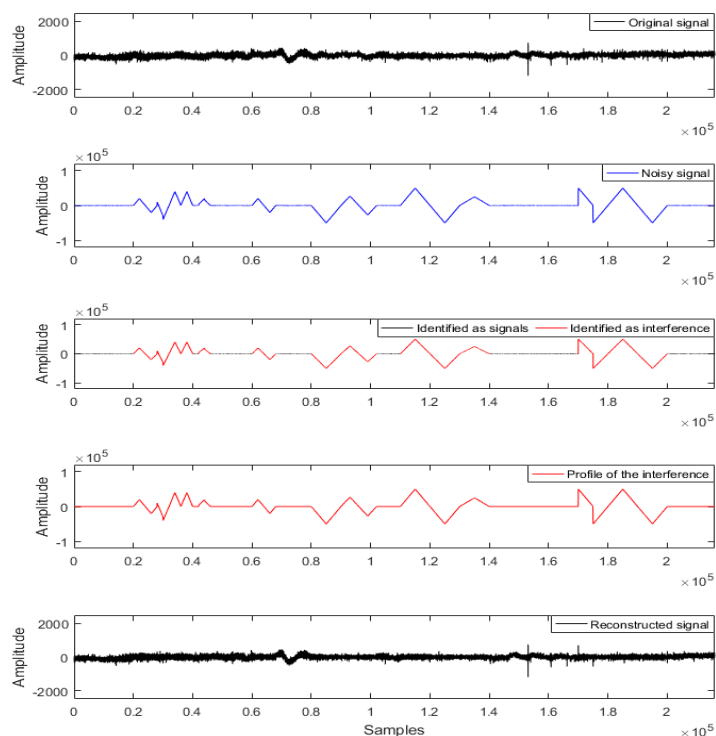 Original signal
2000
0
-2000
Amplitude
0 0.2 0.4 0.6 0.8 1 1.2 1.4 1.6 1.8 2
× 10^5
× 10^5
Noisy signal
1
0
-1
Amplitude
0 0.2 0.4 0.6 0.8 1 1.2 1.4 1.6 1.8 2
× 10^5
× 10^5
Identified as signals Identified as interference
1
0
-1
Amplitude
0 0.2 0.4 0.6 0.8 1 1.2 1.4 1.6 1.8 2
× 10^5
× 10^5
Profile of the interference
1
0
-1
Amplitude
0 0.2 0.4 0.6 0.8 1 1.2 1.4 1.6 1.8 2
× 10^5
Reconstructed signal
2000
0
-2000
Amplitude
0 0.2 0.4 0.6 0.8 1 1.2 1.4 1.6 1.8 2
Samples
× 10^5